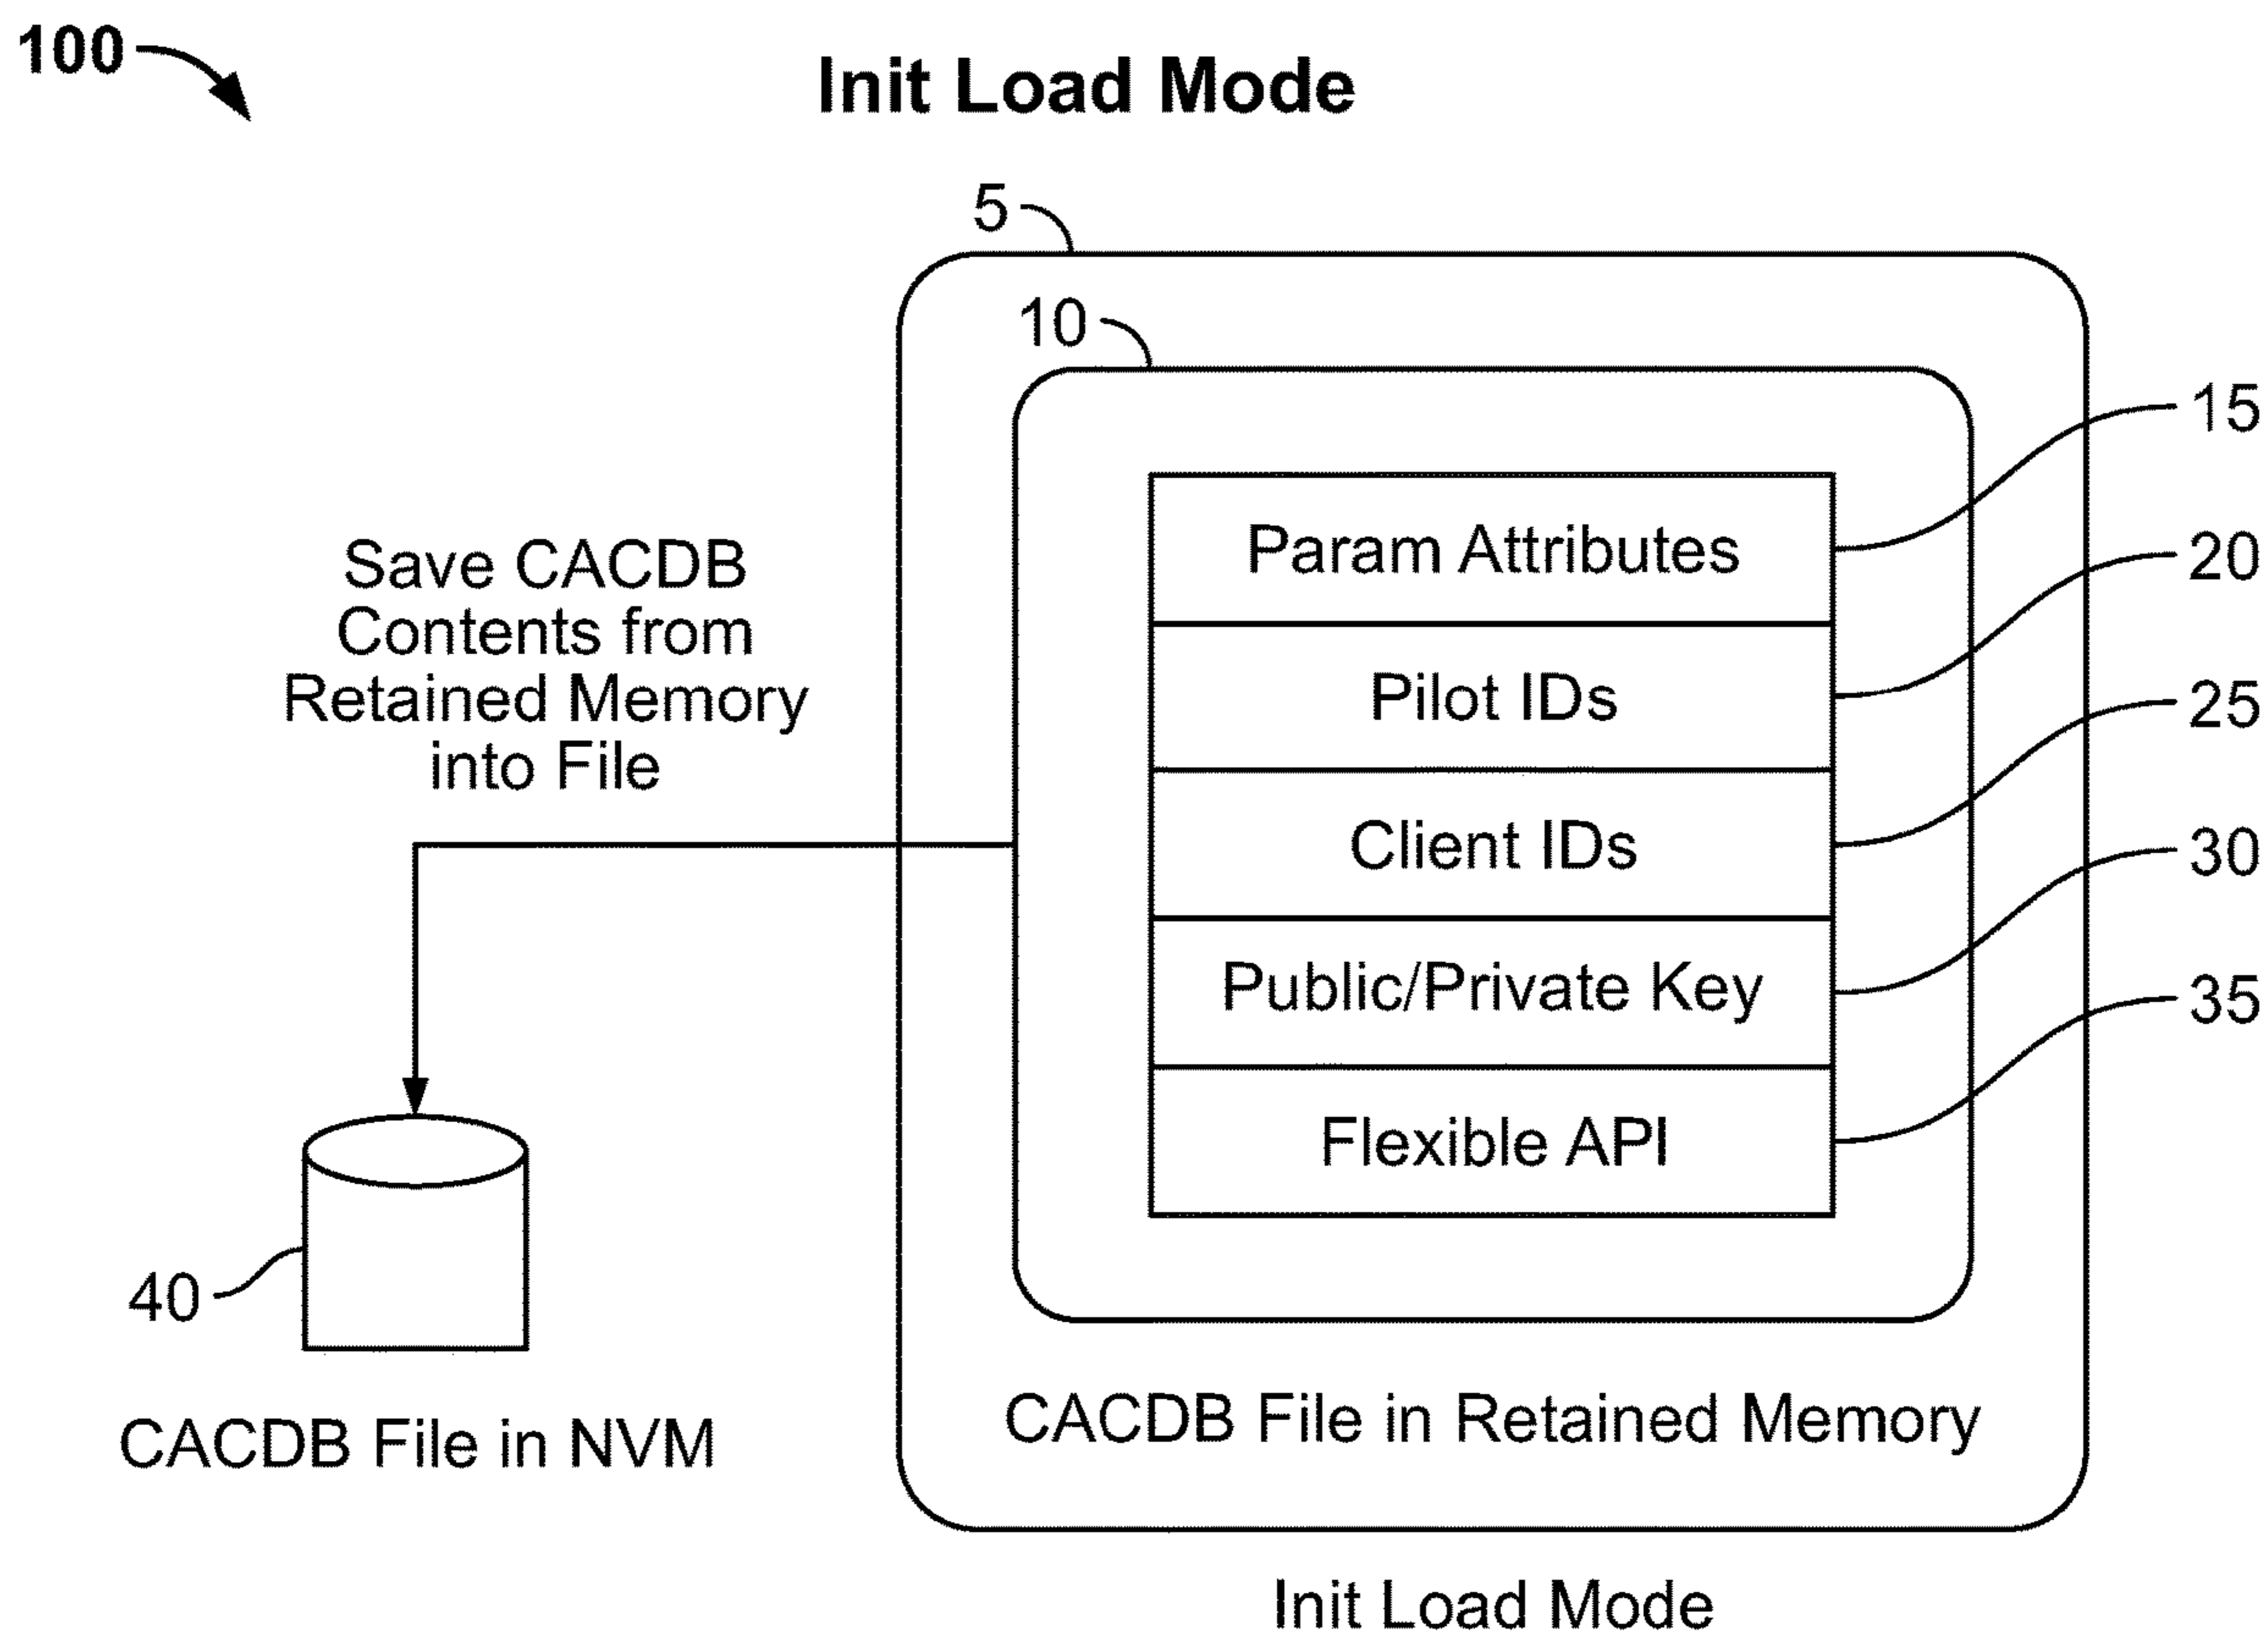 100
Init Load Mode
5
10
15
Param Attributes
20
Pilot IDs
25
Client IDs
30
Public/Private Key
35
Flexible API
Save CACDB
Contents from
Retained Memory
into File
40
CACDB File in NVM
CACDB File in Retained Memory
Init Load Mode